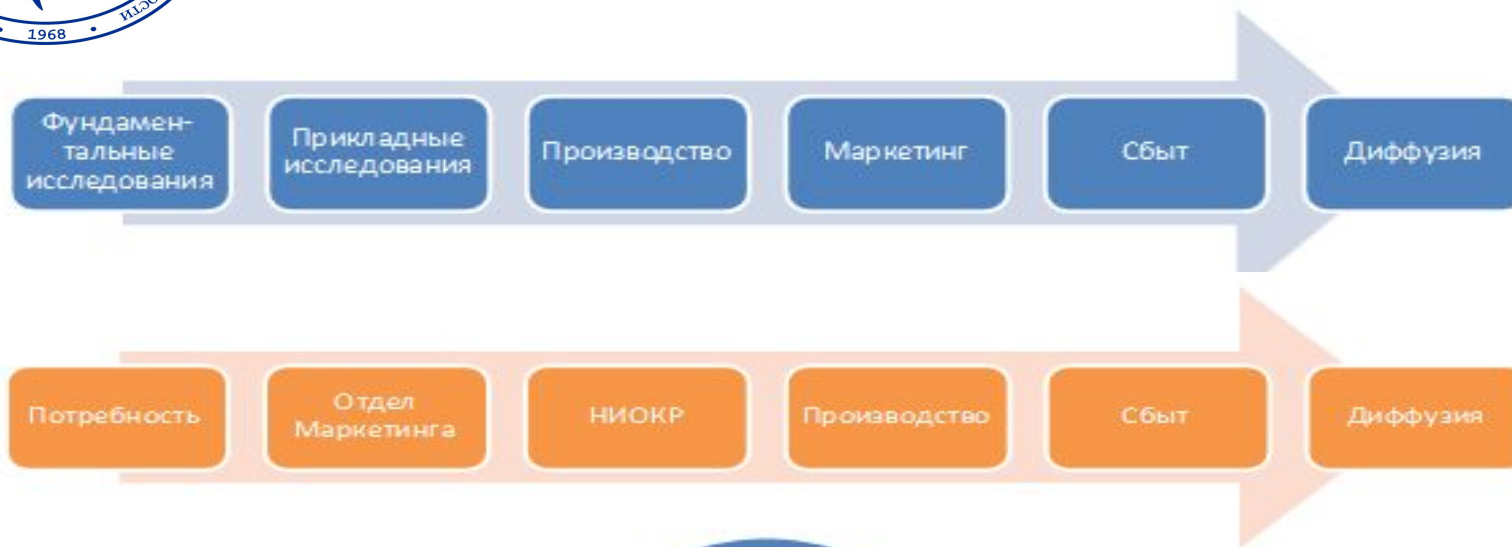 1968
Фундамен-
тальные
исследования
Прикладные
исследования
Производство
Маркетинг
Сбыт
Диффузия
Потребность
Отдел
Маркетинга
НИОКР
Производство
Сбыт
Диффузия